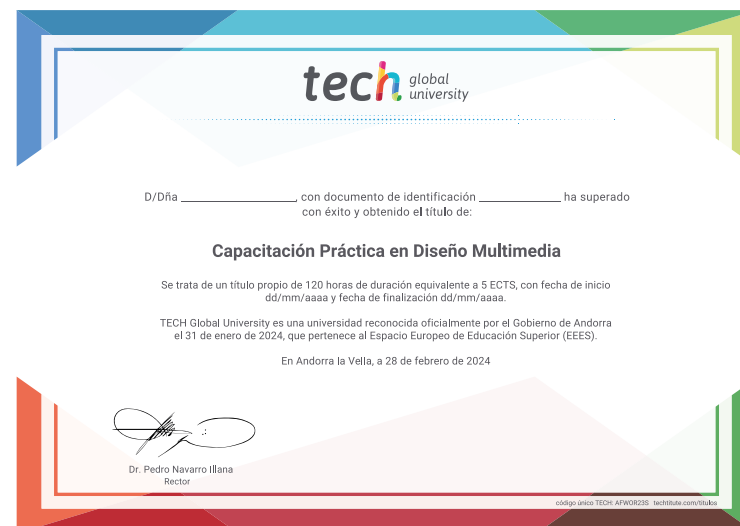 tech global
university
D/Dña ______________, con documento de identificación __________ ha superado
con éxito y obtenido el título de:
Capacitación Práctica en Diseño Multimedia
Se trata de un título propio de 120 horas de duración equivalente a 5 ECTS, con fecha de inicio
dd/mm/aaaa y fecha de finalización dd/mm/aaaa.
TECH Global University es una universidad reconocida oficialmente por el Gobierno de Andorra
el 31 de enero de 2024, que pertenece al Espacio Europeo de Educación Superior (EEES).
En Andorra la Vella, a 28 de febrero de 2024
Dr. Pedro Navarro Illana
Rector
código único TECH: AFWOR23S techtitute.com/titulos